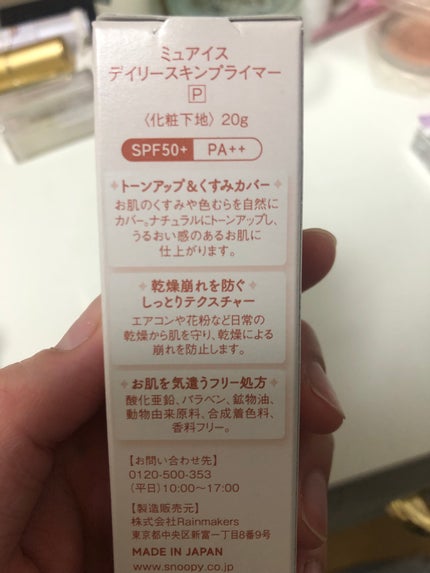 ミュアイス
デイリースキンプライマー
P
〈化粧下地〉20g
SPF50+ PA++
トーンアップ&くすみカバー
お肌のくすみや色むらを自然に
カバー。ナチュラルにトーンアップし、
うるおい感のあるお肌に
仕上がります。
乾燥崩れを防ぐ
しっとりテクスチャー
エアコンや花粉など日常の
乾燥から肌を守り、乾燥による
崩れを防止します。
お肌を気遣うフリー処方
酸化亜鉛、パラベン、鉱物油、
動物由来原料、合成着色料、
香料フリー。
【お問い合わせ先】
0120-500-353
(平日)10:00〜17:00
【製造販売元】
株式会社Rainmakers
東京都中央区新富一丁目8番9号
MADE IN JAPAN
www.snoopy.co.jp